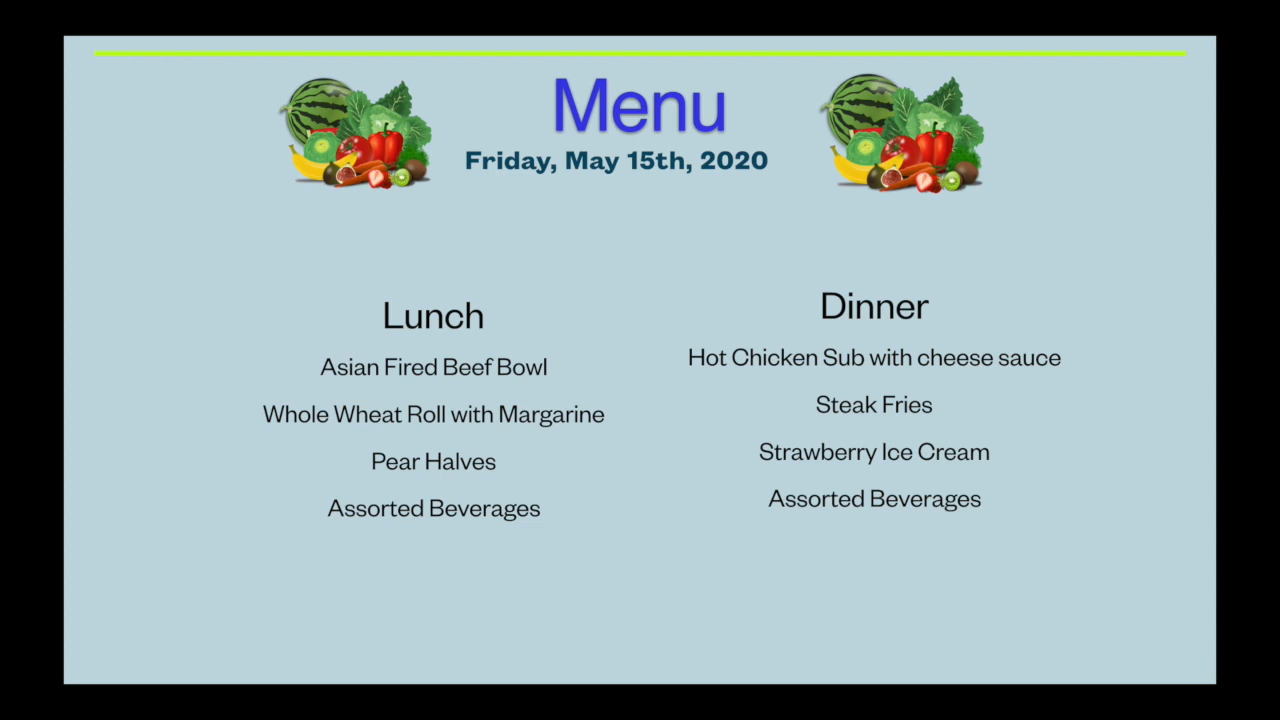 Menu
Friday, May 15th, 2020
Lunch
Asian Fired Beef Bowl
Whole Wheat Roll with Margarine
Pear Halves
Assorted Beverages
Dinner
Hot Chicken Sub with cheese sauce
Steak Fries
Strawberry Ice Cream
Assorted Beverages